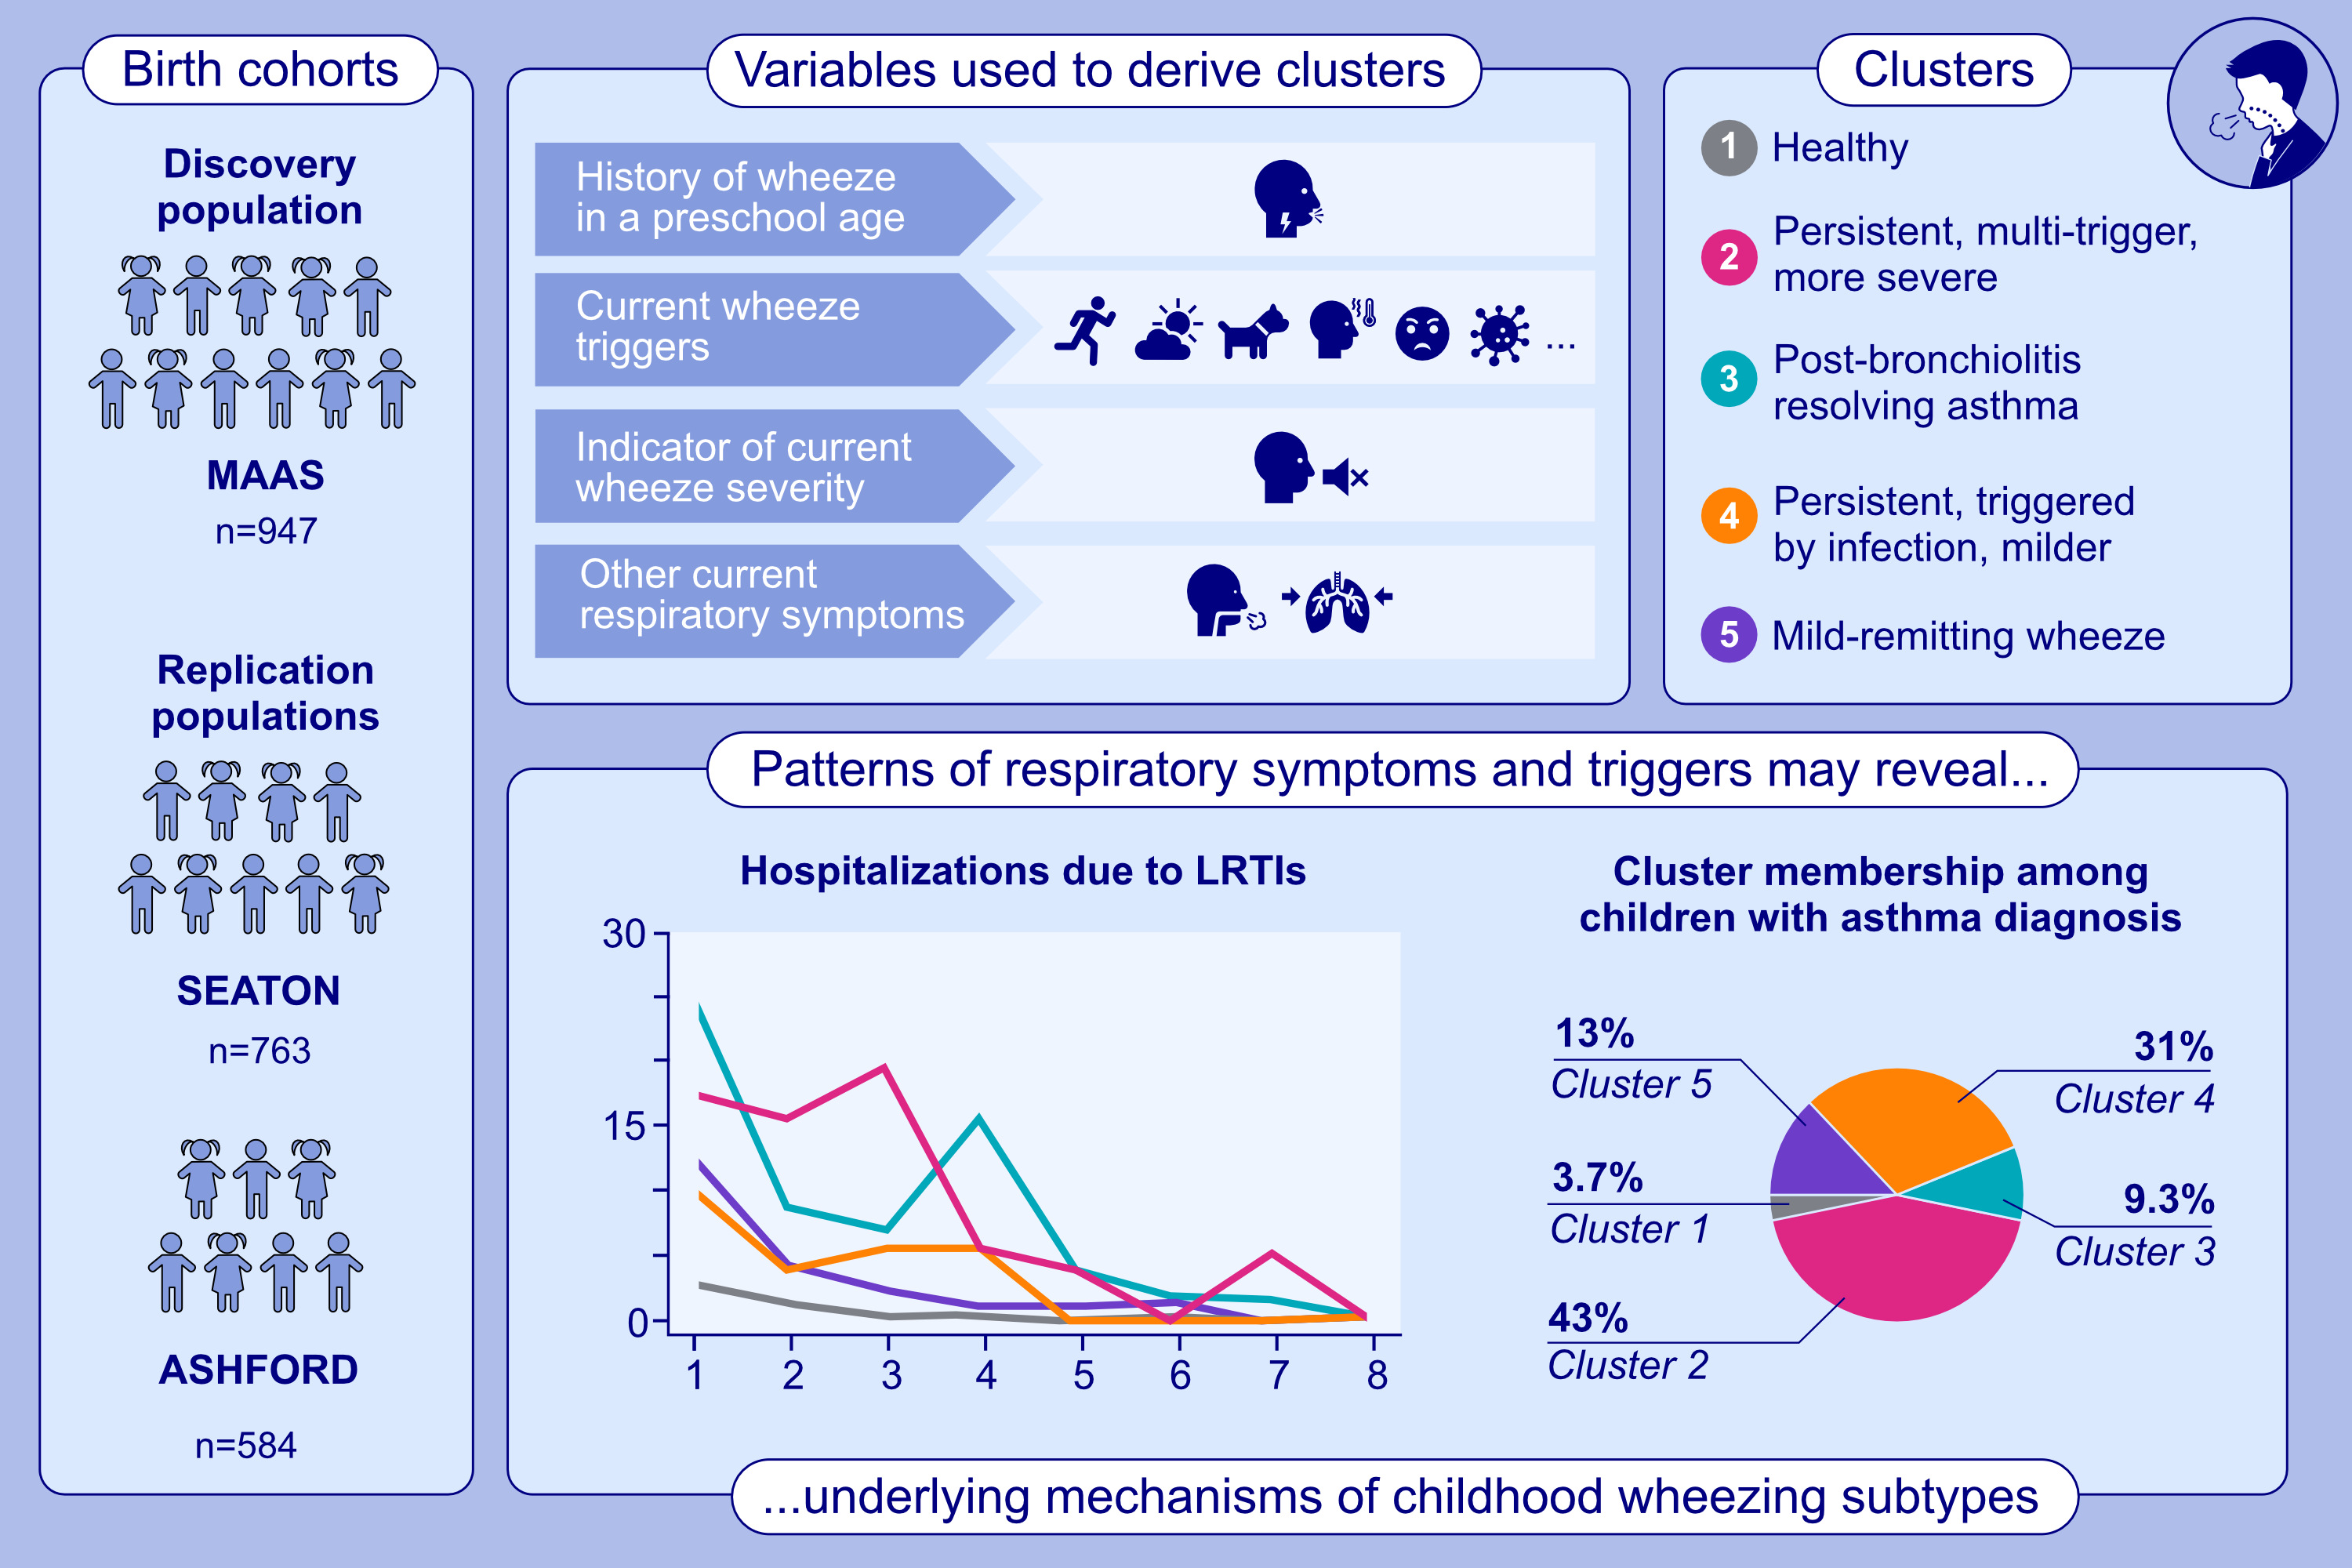 Birth cohorts
Discovery
population
MAAS
n=947
Replication
populations
SEATON
n=763
ASHFORD
n=584
Variables used to derive clusters
History of wheeze
in a preschool age
Current wheeze
triggers
...
Indicator of current
wheeze severity
Other current
respiratory symptoms
Clusters
1 Healthy
2 Persistent, multi-trigger,
more severe
3 Post-bronchiolitis
resolving asthma
4 Persistent, triggered
by infection, milder
5 Mild-remitting wheeze
Patterns of respiratory symptoms and triggers may reveal...
Hospitalizations due to LRTIs
30
15
0
1 2 3 4 5 6 7 8
Cluster membership among
children with asthma diagnosis
13%
Cluster 5
3.7%
Cluster 1
43%
Cluster 2
31%
Cluster 4
9.3%
Cluster 3
...underlying mechanisms of childhood wheezing subtypes